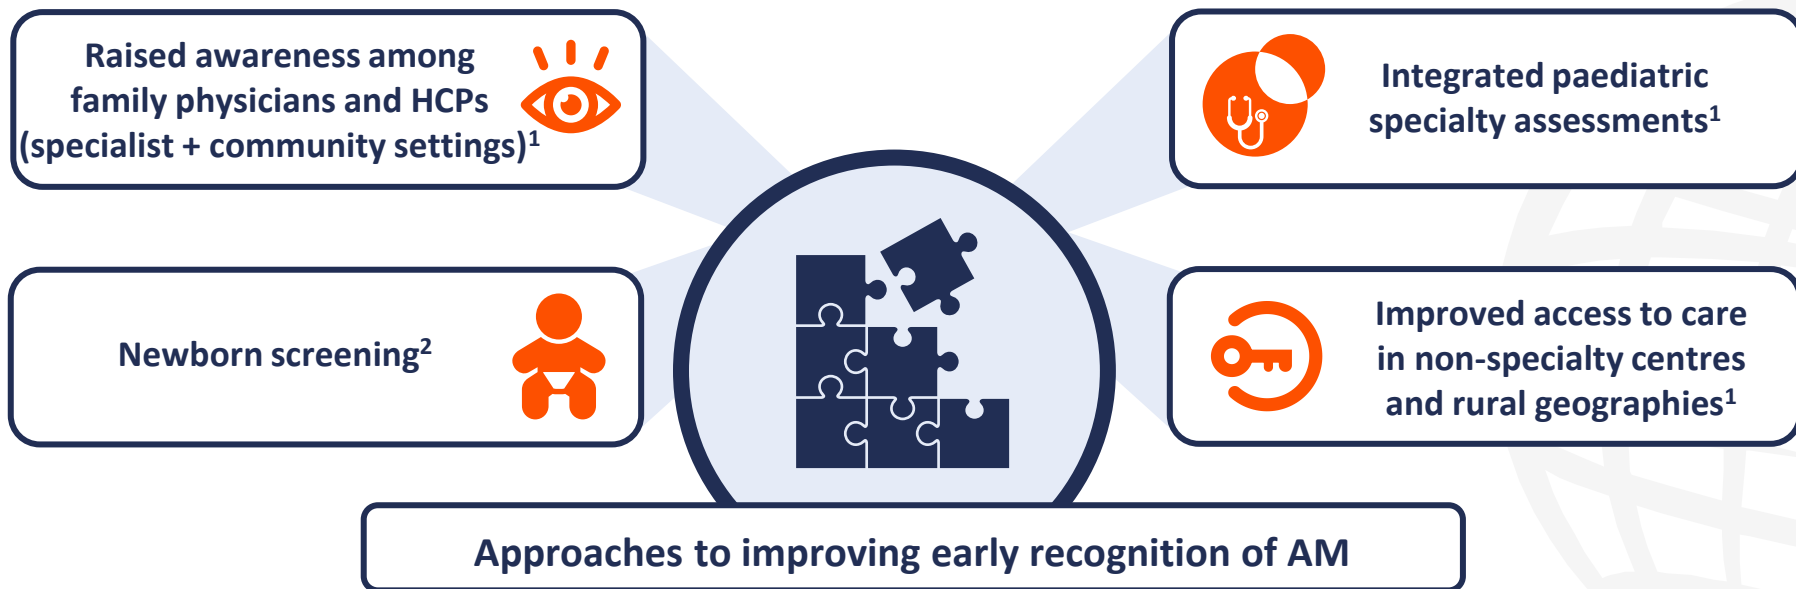 Raised awareness among
family physicians and HCPs
(specialist + community settings)¹
Newborn screening²
Integrated paediatric
specialty assessments¹
Improved access to care
in non-specialty centres
and rural geographies¹
Approaches to improving early recognition of AM